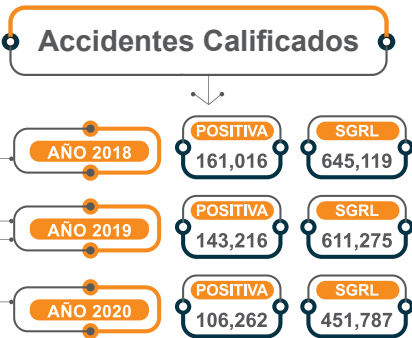 Accidentes Calificados
POSITIVA SGRL
AÑO 2018 161,016 645,119
POSITIVA SGRL
AÑO 2019 143,216 611,275
POSITIVA SGRL
AÑO 2020 106,262 451,787